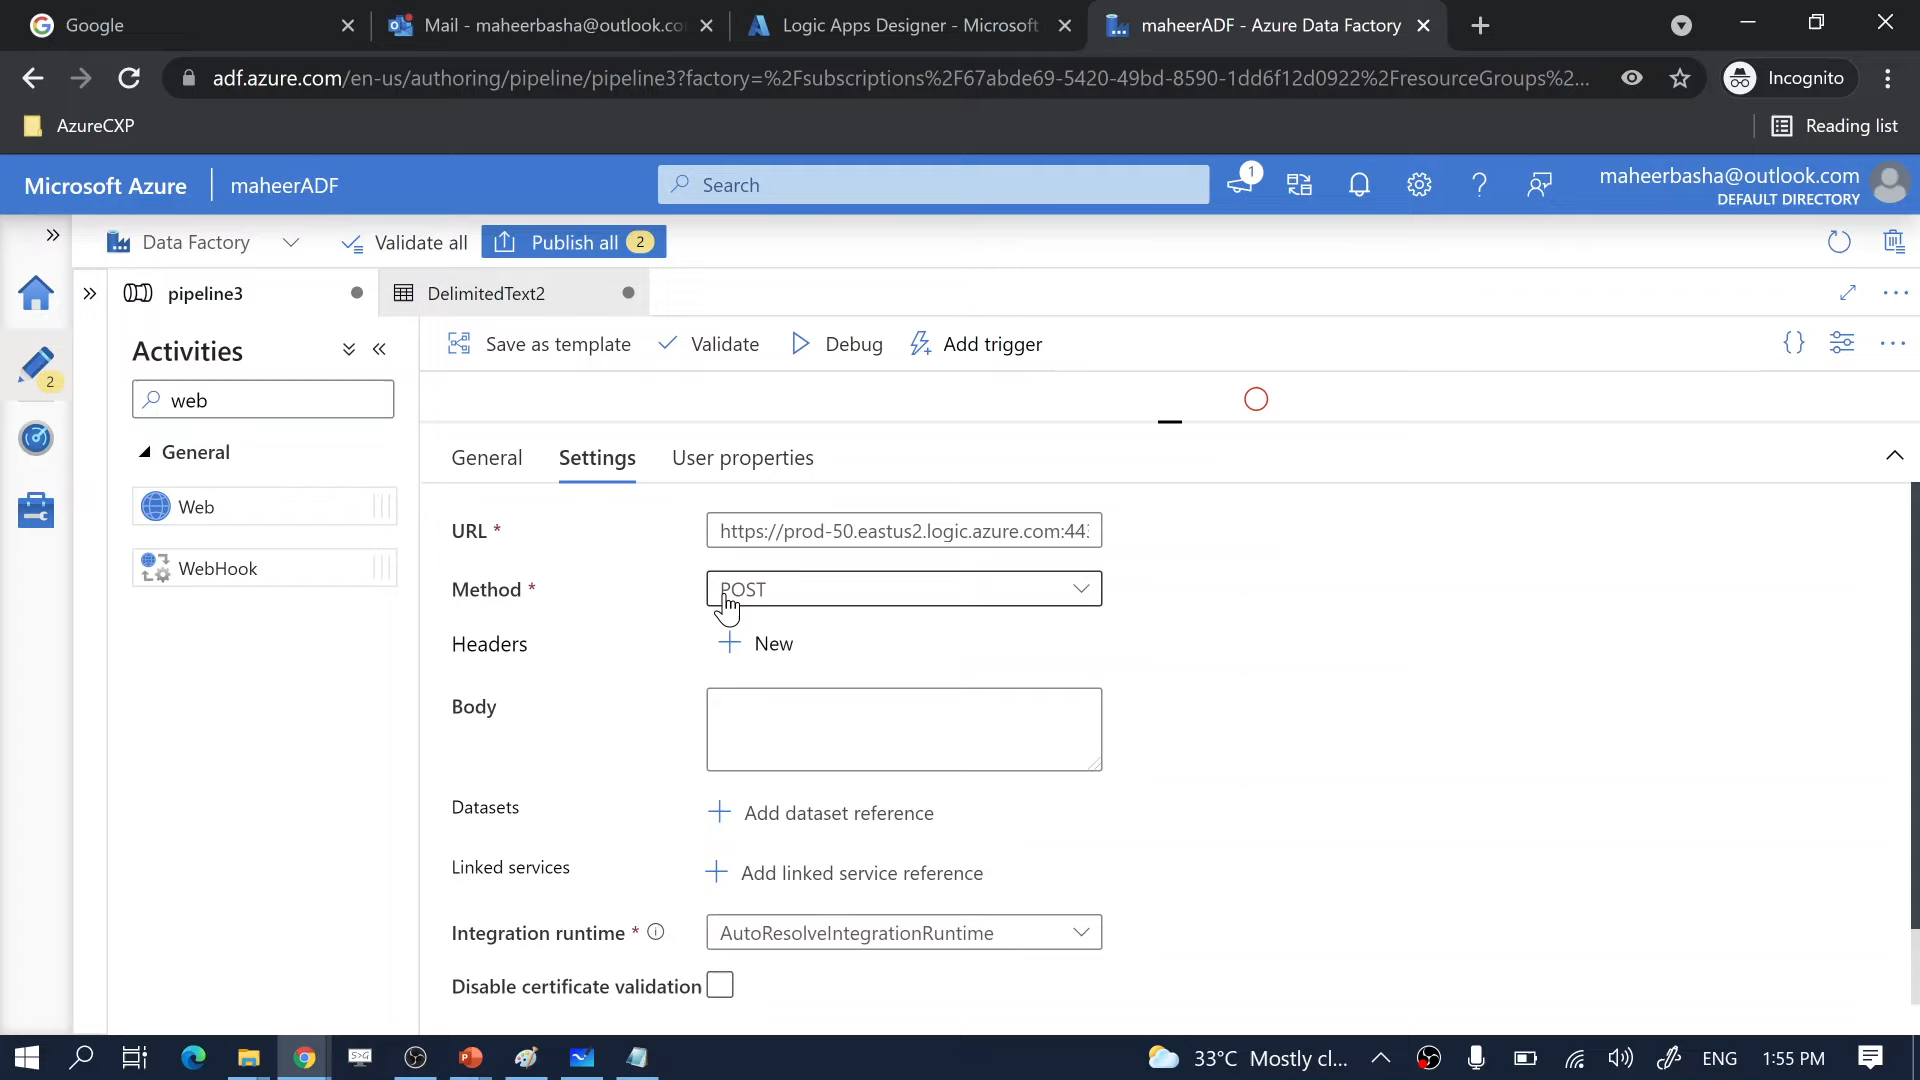 Google
Mail - maheerbasha@outlook.co
Logic Apps Designer - Microsoft
maheerADF - Azure Data Factory
adf.azure.com/en-us/authoring/pipeline/pipeline3?factory=%2Fsubscriptions%2F67abde69-5420-49bd-8590-1dd6f12d0922%2FresourceGroups%2...
Incognito
AzureCXP
Reading list
Microsoft Azure
maheerADF
Search
1
maheerbasha@outlook.com
DEFAULT DIRECTORY
Data Factory
Validate all
Publish all 2
pipeline3
DelimitedText2
2
Activities
Save as template
Validate
Debug
Add trigger
web
General
Web
WebHook
General
Settings
User properties
URL *
https://prod-50.eastus2.logic.azure.com:44
Method *
POST
Headers
New
Body
Datasets
Add dataset reference
Linked services
Add linked service reference
Integration runtime *
AutoResolveIntegrationRuntime
Disable certificate validation
33°C Mostly cl...
ENG
1:55 PM